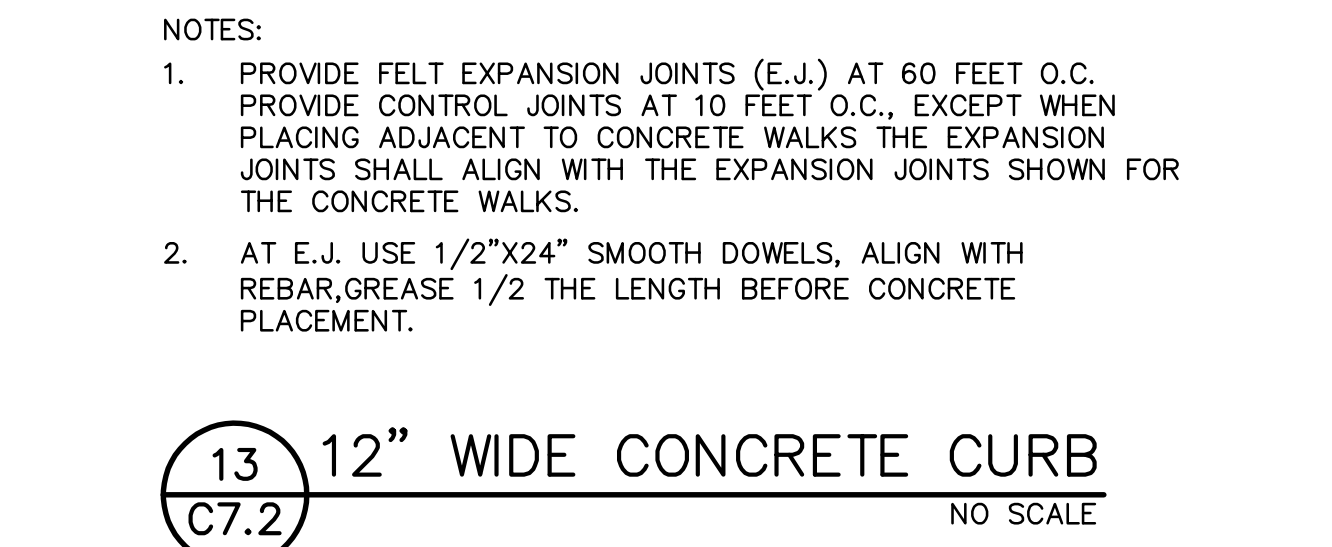 NOTES:
1. PROVIDE FELT EXPANSION JOINTS (E.J.) AT 60 FEET O.C.
PROVIDE CONTROL JOINTS AT 10 FEET O.C., EXCEPT WHEN
PLACING ADJACENT TO CONCRETE WALKS THE EXPANSION
JOINTS SHALL ALIGN WITH THE EXPANSION JOINTS SHOWN FOR
THE CONCRETE WALKS.
2. AT E.J. USE 1/2”X24” SMOOTH DOWELS, ALIGN WITH
REBAR,GREASE 1/2 THE LENGTH BEFORE CONCRETE
PLACEMENT.
13 12” WIDE CONCRETE CURB
C7.2 NO SCALE